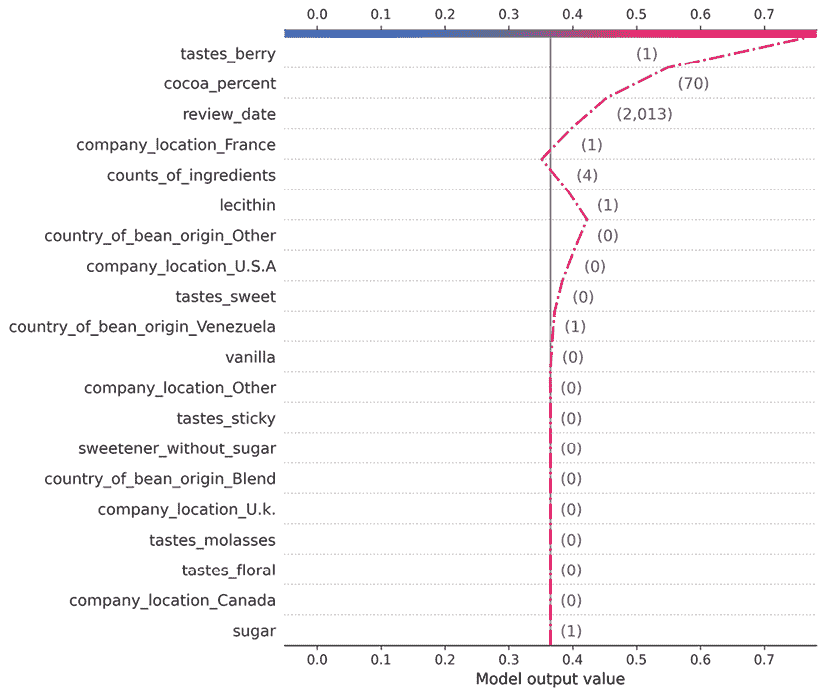 0.0 0.1 0.2 0.3 0.4 0.5 0.6 0.7
tastes_berry (1)
cocoa_percent (70)
review_date (2,013)
company_location_France (1)
counts_of_ingredients (4)
lecithin (1)
country_of_bean_origin_Other (0)
company_location_U.S.A (0)
tastes_sweet (0)
country_of_bean_origin_Venezuela (1)
vanilla (0)
company_location_Other (0)
tastes_sticky (0)
sweetener_without_sugar (0)
country_of_bean_origin_Blend (0)
company_location_U.k. (0)
tastes_molasses (0)
tastes_floral (0)
company_location_Canada (0)
sugar (1)
0.0 0.1 0.2 0.3 0.4 0.5 0.6 0.7
Model output value